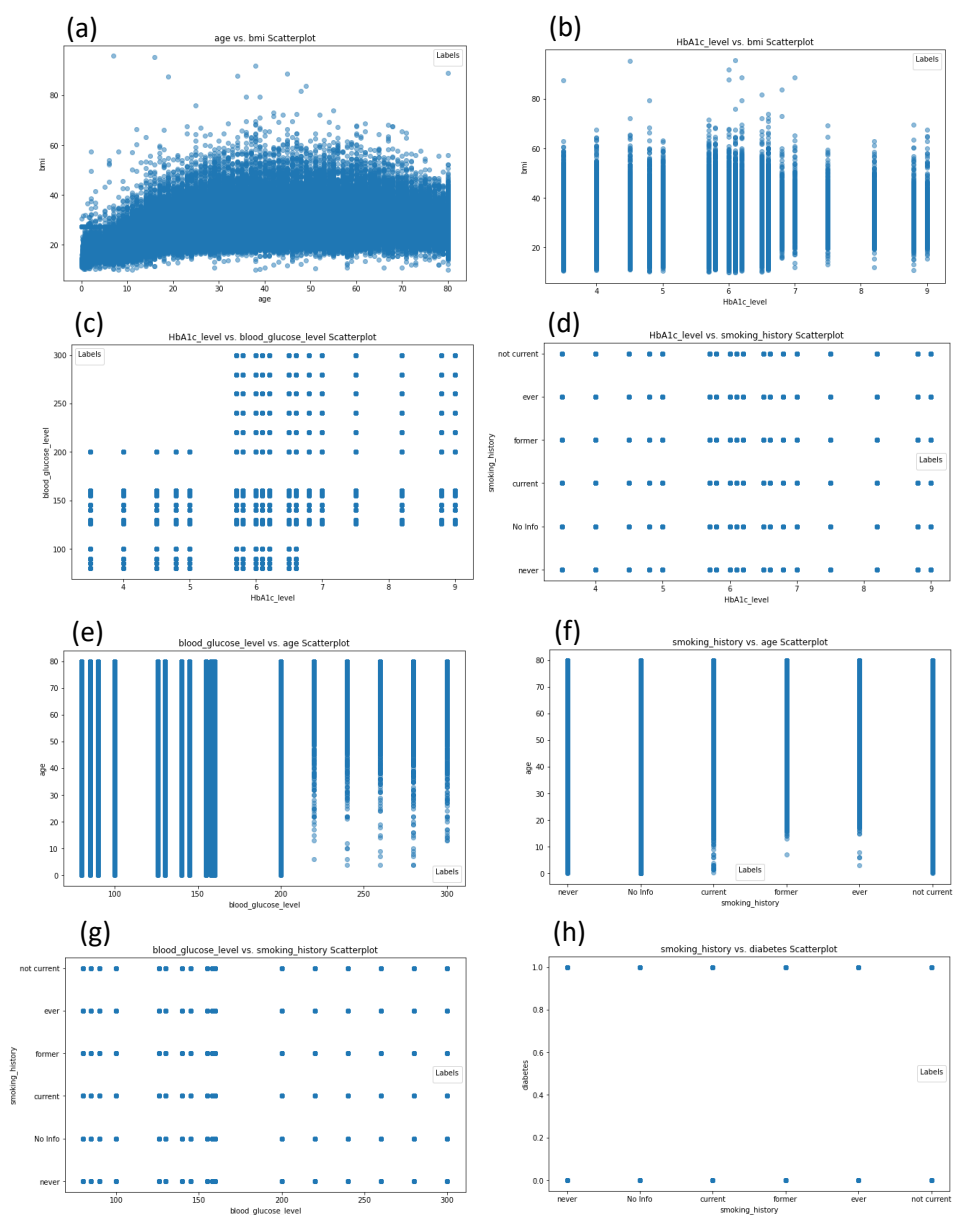 (a)
age vs. bmi Scatterplot
Labels
bmi
80
60
40
20
0 10 20 30 40 50 60 70 80
age
(b)
HbA1c_level vs. bmi Scatterplot
Labels
bmi
80
60
40
20
4 5 6 7 8 9
HbA1c_level
(c)
HbA1c_level vs. blood_glucose_level Scatterplot
Labels
blood_glucose_level
300
250
200
150
100
4 5 6 7 8 9
HbA1c_level
(d)
HbA1c_level vs. smoking_history Scatterplot
Labels
smoking_history
not current
ever
former
current
No Info
never
4 5 6 7 8 9
HbA1c_level
(e)
blood_glucose_level vs. age Scatterplot
Labels
age
80
70
60
50
40
30
20
10
0
100 150 200 250 300
blood_glucose_level
(f)
smoking_history vs. age Scatterplot
Labels
age
80
70
60
50
40
30
20
10
0
never No Info current former ever not current
smoking_history
(g)
blood_glucose_level vs. smoking_history Scatterplot
Labels
smoking_history
not current
ever
former
current
No Info
never
100 150 200 250 300
blood_glucose_level
(h)
smoking_history vs. diabetes Scatterplot
Labels
diabetes
1.0
0.8
0.6
0.4
0.2
0.0
never No Info current former ever not current
smoking_history